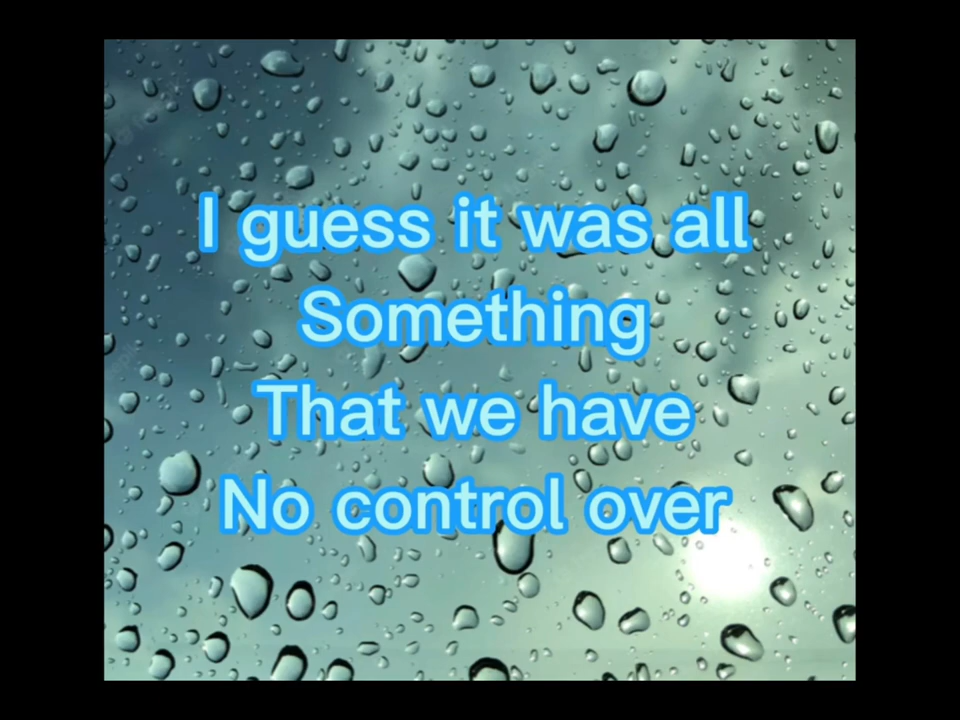 I guess it was all
Something
That we have
No control over